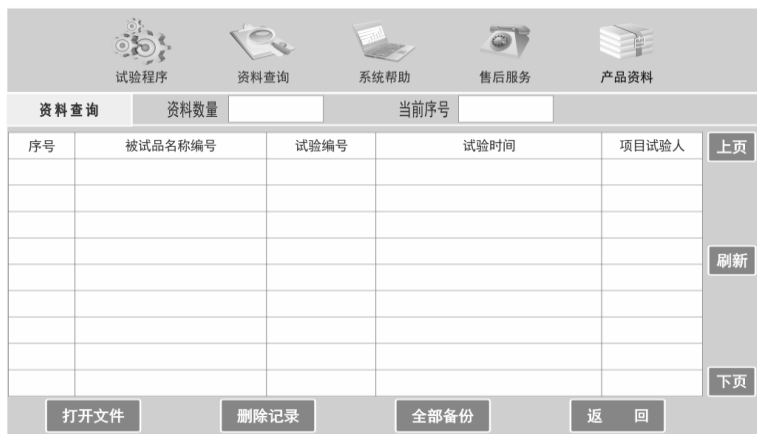 试验程序 资料查询 系统帮助 售后服务 产品资料
资料查询 资料数量 当前序号
序号 被试品名称编号 试验编号 试验时间 项目试验人 上页
刷新
下页
打开文件 删除记录 全部备份 返 回